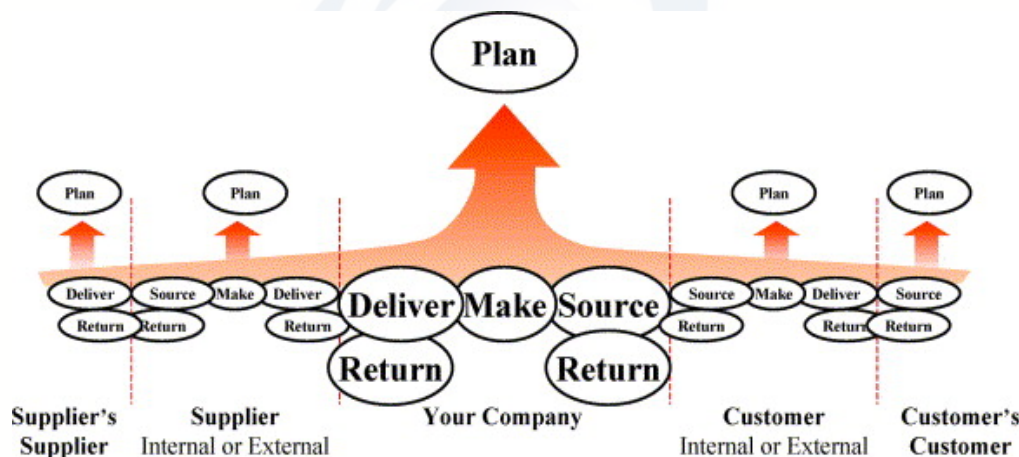 Plan
Plan
Plan
Plan
Plan
Deliver
Source
Make
Deliver
Deliver
Make
Source
Source
Make
Deliver
Source
Return
Return
Return
Return
Return
Return
Return
Return
Supplier's
Supplier
Supplier
Internal or External
Your Company
Customer
Internal or External
Customer's
Customer